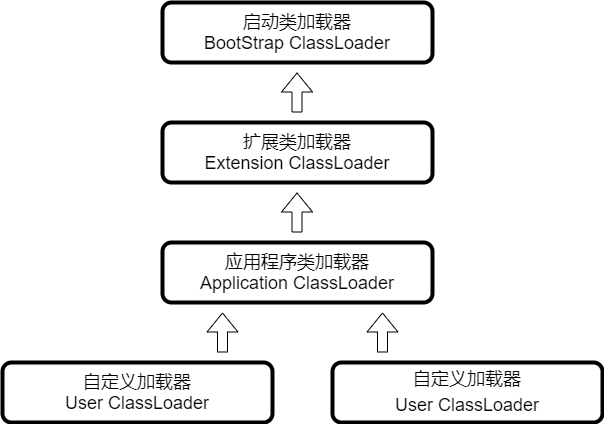 启动类加载器
BootStrap ClassLoader
扩展类加载器
Extension ClassLoader
应用程序类加载器
Application ClassLoader
自定义加载器
User ClassLoader
自定义加载器
User ClassLoader